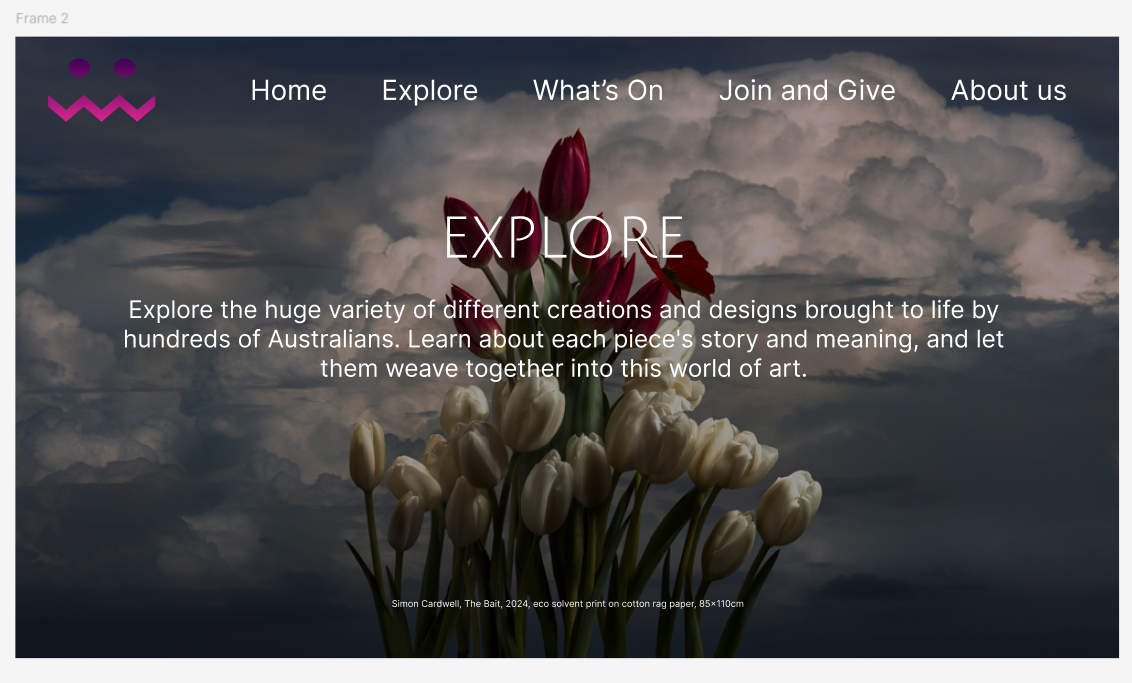 Frame 2
Home Explore What’s On Join and Give About us
EXPLORE
Explore the huge variety of different creations and designs brought to life by
hundreds of Australians. Learn about each piece's story and meaning, and let
them weave together into this world of art.
Simon Cardwell, The Bait, 2024, eco solvent print on cotton rag paper, 85×110cm